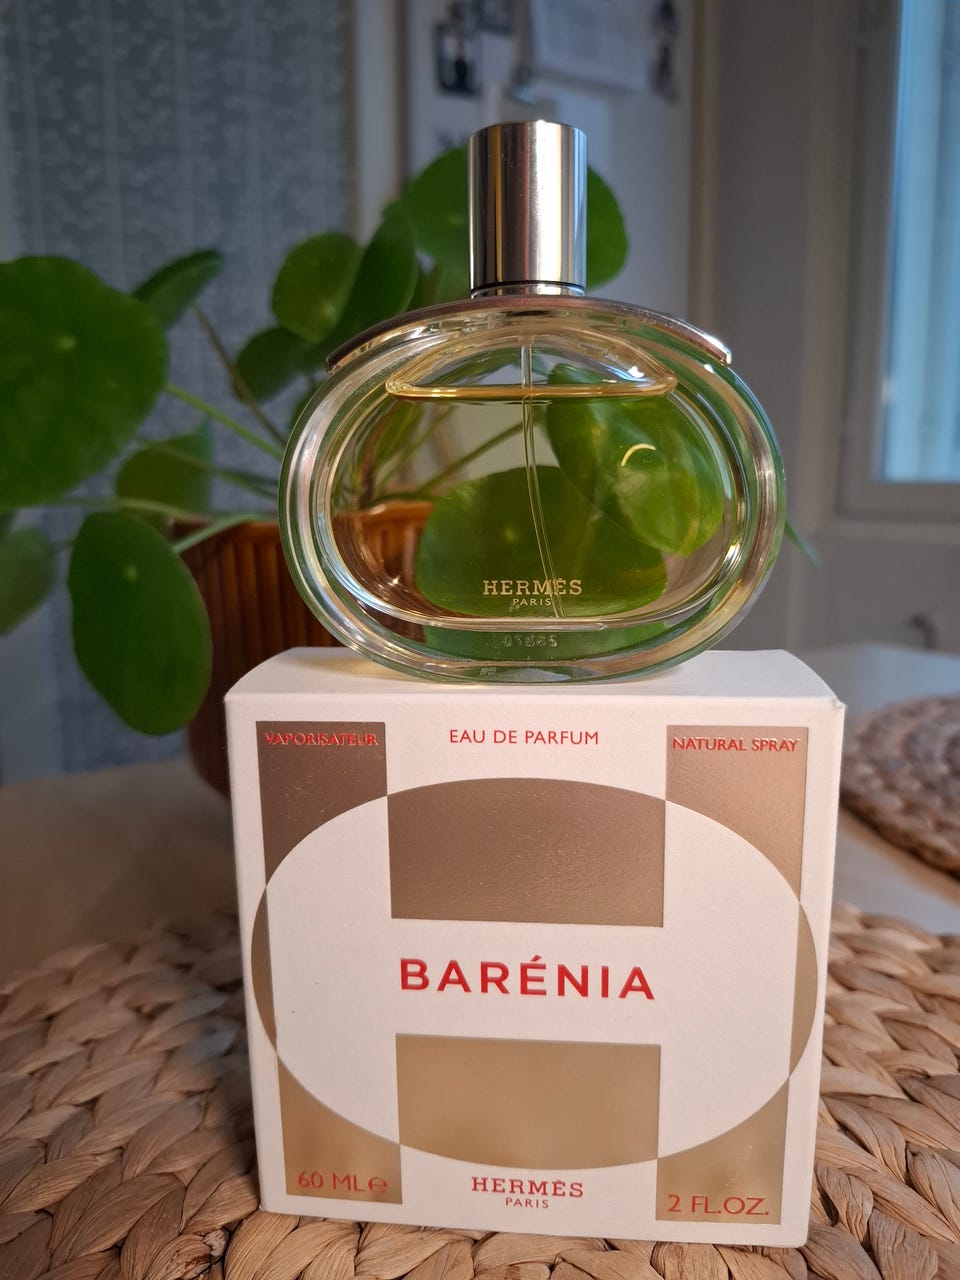 HERMÈS
PARIS
VAPORISATEUR
EAU DE PARFUM
NATURAL SPRAY
BARÉNIA
60 ML℮
HERMÈS
PARIS
2 FL.OZ.